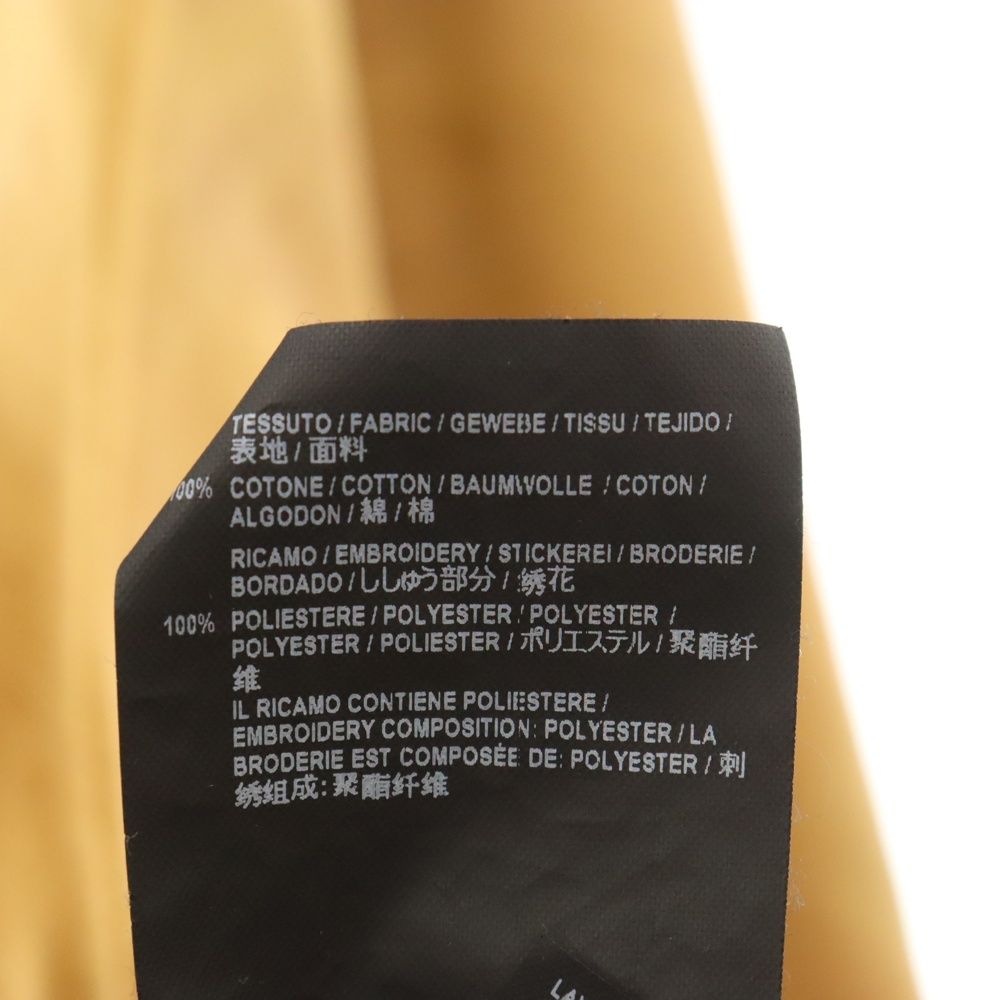 TESSUTO / FABRIC / GEWEBE / TISSU / TEJIDO /
表地 / 面料
100% COTONE / COTTON / BAUMWOLLE / COTON /
ALGODON / 綿 / 棉
RICAMO / EMBROIDERY / STICKEREI / BRODERIE /
BORDADO / ししゅう部分 / 绣花
100% POLIESTERE / POLYESTER / POLYESTER /
POLYESTER / POLIESTER / ポリエステル / 聚酯纤
维
IL RICAMO CONTIENE POLIESTERE /
EMBROIDERY COMPOSITION: POLYESTER / LA
BRODERIE EST COMPOSÉE DE: POLYESTER / 刺
绣组成: 聚酯纤维